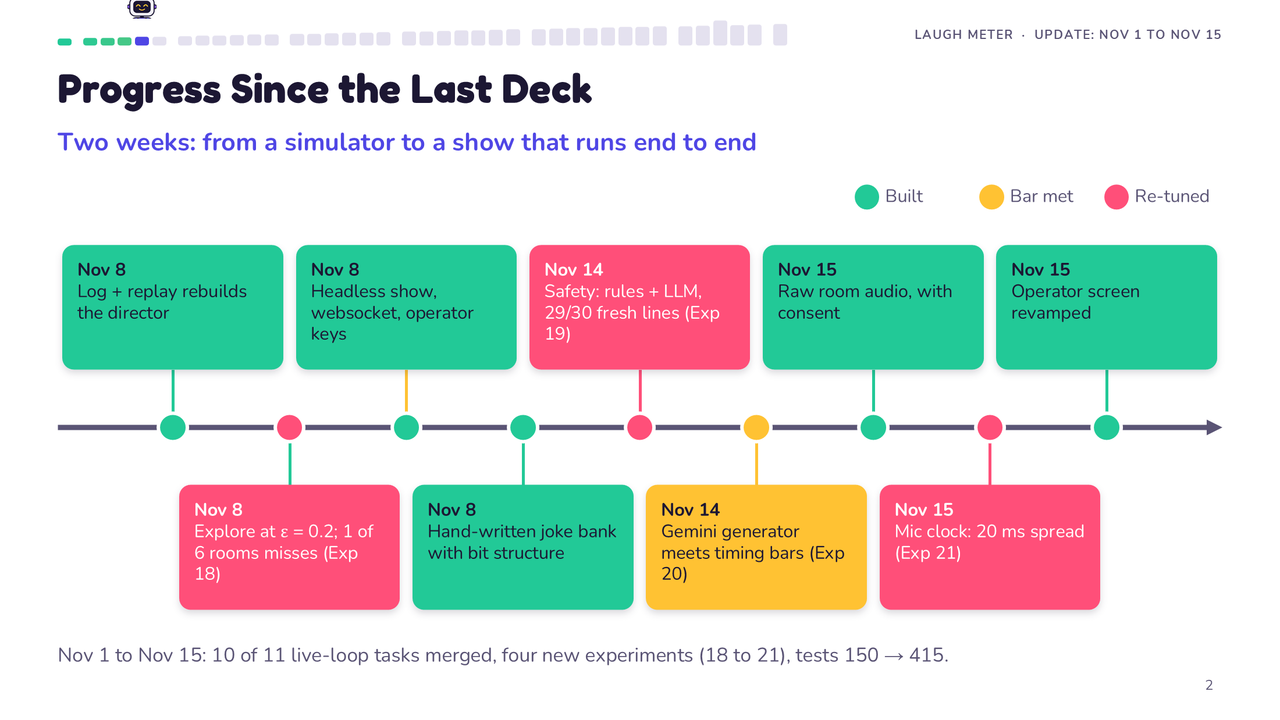 LAUGH METER · UPDATE: NOV 1 TO NOV 15
Progress Since the Last Deck
Two weeks: from a simulator to a show that runs end to end
Built
Bar met
Re-tuned
Nov 8
Log + replay rebuilds
the director
Nov 8
Headless show,
websocket, operator
keys
Nov 14
Safety: rules + LLM,
29/30 fresh lines (Exp
19)
Nov 15
Raw room audio, with
consent
Nov 15
Operator screen
revamped
Nov 8
Explore at ε = 0.2; 1 of
6 rooms misses (Exp
18)
Nov 8
Hand-written joke bank
with bit structure
Nov 14
Gemini generator
meets timing bars (Exp
20)
Nov 15
Mic clock: 20 ms spread
(Exp 21)
Nov 1 to Nov 15: 10 of 11 live-loop tasks merged, four new experiments (18 to 21), tests 150 → 415.
2